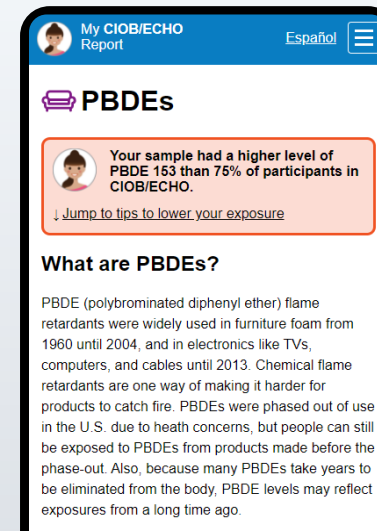 My CIOB/ECHO
Report
Español
PBDEs
Your sample had a higher level of
PBDE 153 than 75% of participants in
CIOB/ECHO.
↓ Jump to tips to lower your exposure
What are PBDEs?
PBDE (polybrominated diphenyl ether) flame
retardants were widely used in furniture foam from
1960 until 2004, and in electronics like TVs,
computers, and cables until 2013. Chemical flame
retardants are one way of making it harder for
products to catch fire. PBDEs were phased out of use
in the U.S. due to heath concerns, but people can still
be exposed to PBDEs from products made before the
phase-out. Also, because many PBDEs take years to
be eliminated from the body, PBDE levels may reflect
exposures from a long time ago.